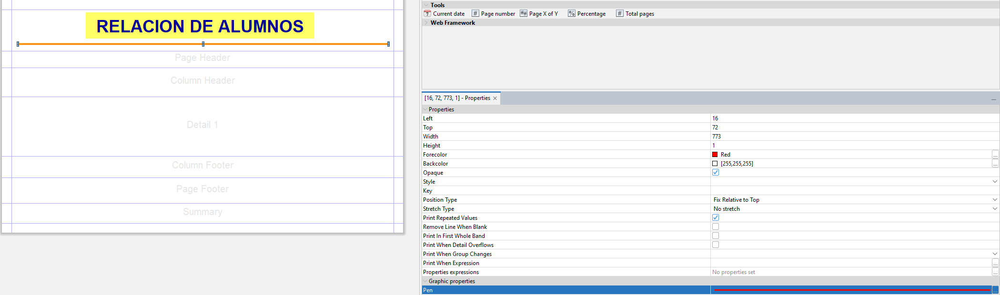 RELACION DE ALUMNOS
Page Header
Column Header
Detail 1
Column Footer
Page Footer
Summary
Tools
7 Current date # Page number ## Page X of Y % Percentage # Total pages
Web Framework
[16, 72, 773, 1] - Properties
Properties
Left 16
Top 72
Width 773
Height 1
Forecolor Red ...
Backcolor [255,255,255] ...
Opaque
Style
Key
Position Type Fix Relative to Top
Stretch Type No stretch
Print Repeated Values
Remove Line When Blank
Print In First Whole Band
Print When Detail Overflows
Print When Group Changes
Print When Expression ...
Properties expressions No properties set ...
Graphic properties
Pen ...